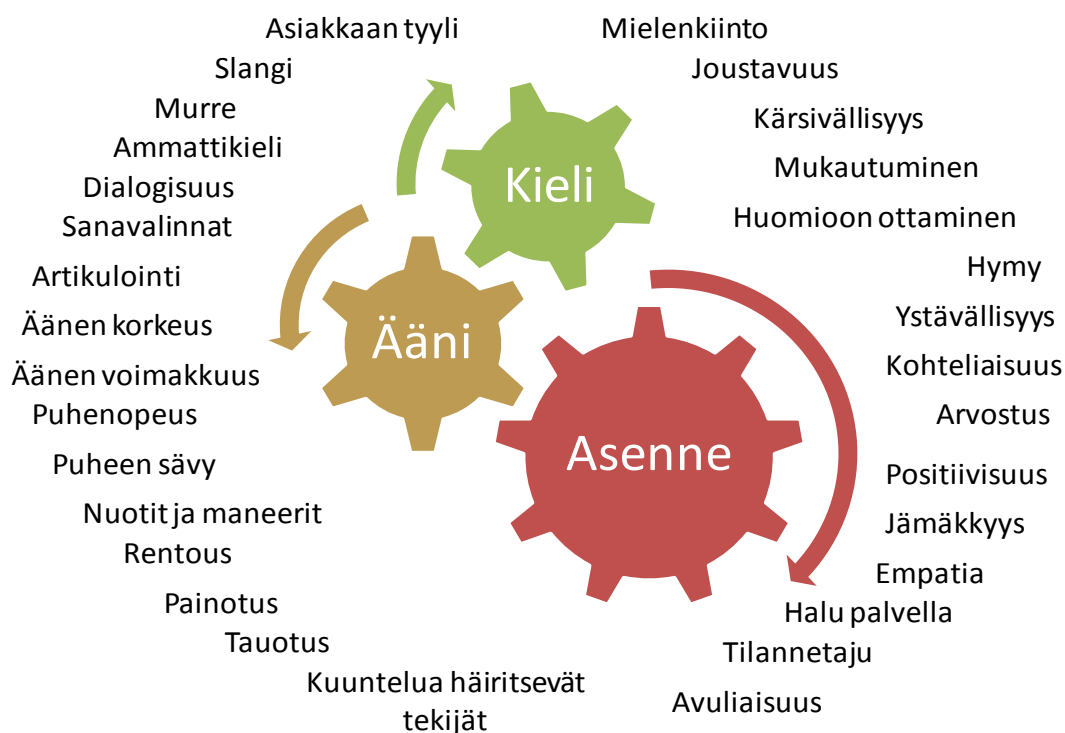 Asiakkaan tyyli
Slangi
Murre
Ammattikieli
Dialogisuus
Sanavalinnat
Artikulointi
Äänen korkeus
Äänen voimakkuus
Puhenopeus
Puheen sävy
Nuotit ja maneerit
Rentous
Painotus
Tauotus
Kuuntelua häiritsevät
tekijät
Kieli
Ääni
Asenne
Mielenkiinto
Joustavuus
Kärsivällisyys
Mukautuminen
Huomioon ottaminen
Hymy
Ystävällisyys
Kohteliaisuus
Arvostus
Positiivisuus
Jämäkkyys
Empatia
Halu palvella
Tilannetaju
Avuliaisuus